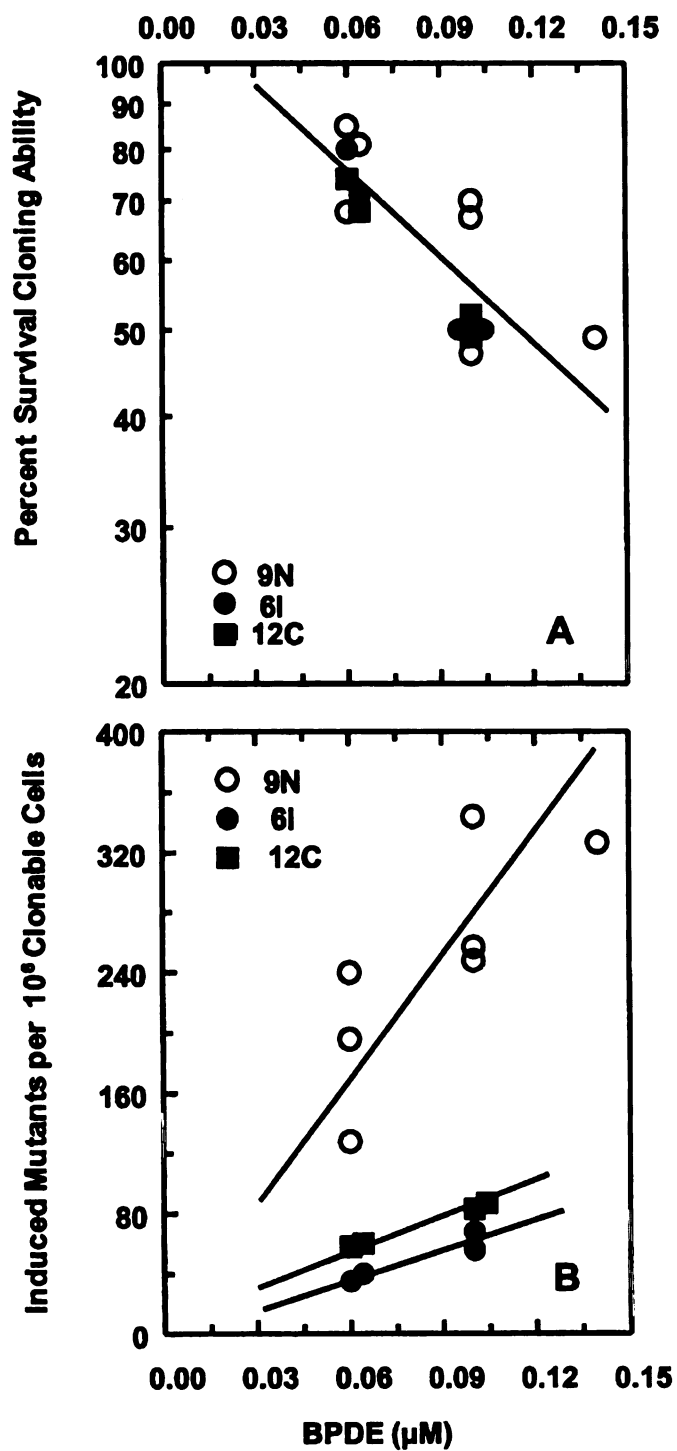 0.00 0.03 0.06 0.09 0.12 0.15
Percent Survival Cloning Ability
100
90
80
70
60
50
40
30
20
9N
6I
12C
A
Induced Mutants per 10⁶ Clonable Cells
400
320
240
160
80
0
9N
6I
12C
B
0.00 0.03 0.06 0.09 0.12 0.15
BPDE (µM)